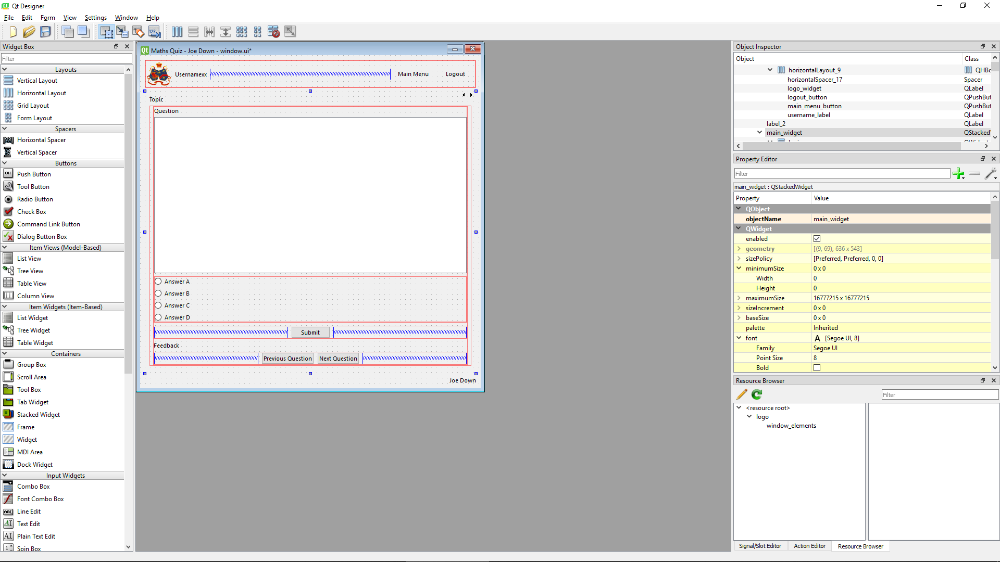 Qt Designer
File Edit Form View Settings Window Help
Widget Box
Filter
Layouts
Vertical Layout
Horizontal Layout
Grid Layout
Form Layout
Spacers
Horizontal Spacer
Vertical Spacer
Buttons
Push Button
Tool Button
Radio Button
Check Box
Command Link Button
Dialog Button Box
Item Views (Model-Based)
List View
Tree View
Table View
Column View
Item Widgets (Item-Based)
List Widget
Tree Widget
Table Widget
Containers
Group Box
Scroll Area
Tool Box
Tab Widget
Stacked Widget
Frame
Widget
MDI Area
Dock Widget
Input Widgets
Combo Box
Font Combo Box
Line Edit
Text Edit
Plain Text Edit
Spin Box
Maths Quiz - Joe Down - window.ui*
Usernamexx Main Menu Logout
Topic
Question
Answer A
Answer B
Answer C
Answer D
Submit
Feedback
Previous Question Next Question
Joe Down
Object Inspector
Object Class
horizontalLayout_9 QHBo
horizontalSpacer_17 Spacer
logo_widget QLabel
logout_button QPushBut
main_menu_button QPushBut
username_label QLabel
label_2 QLabel
main_widget QStacked
Property Editor
Filter
main_widget : QStackedWidget
Property Value
QObject
objectName main_widget
QWidget
enabled
geometry [(9, 69), 636 x 543]
sizePolicy [Preferred, Preferred, 0, 0]
minimumSize 0 x 0
Width 0
Height 0
maximumSize 16777215 x 16777215
sizeIncrement 0 x 0
baseSize 0 x 0
palette Inherited
font A [Segoe UI, 8]
Family Segoe UI
Point Size 8
Bold
Resource Browser
Filter
<resource root>
logo
window_elements
Signal/Slot Editor Action Editor Resource Browser